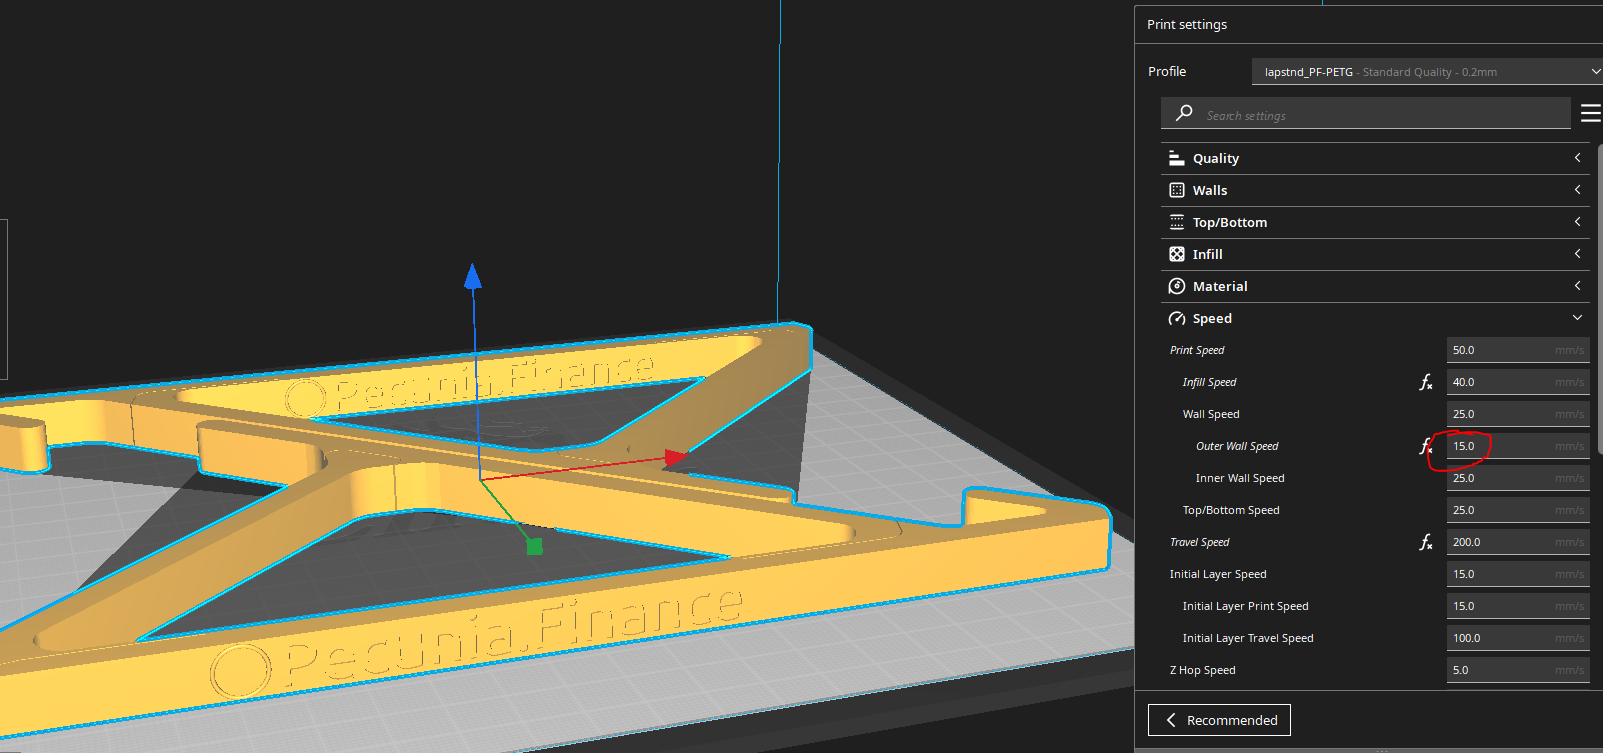 Print settings
Profile
lapstnd_PF-PETG - Standard Quality - 0.2mm
Search settings
Quality
Walls
Top/Bottom
Infill
Material
Speed
Print Speed 50.0 mm/s
Infill Speed 40.0 mm/s
Wall Speed 25.0 mm/s
Outer Wall Speed 15.0 mm/s
Inner Wall Speed 25.0 mm/s
Top/Bottom Speed 25.0 mm/s
Travel Speed 200.0 mm/s
Initial Layer Speed 15.0 mm/s
Initial Layer Print Speed 15.0 mm/s
Initial Layer Travel Speed 100.0 mm/s
Z Hop Speed 5.0 mm/s
Recommended
Pecunia.Finance
Pecunia.Finance